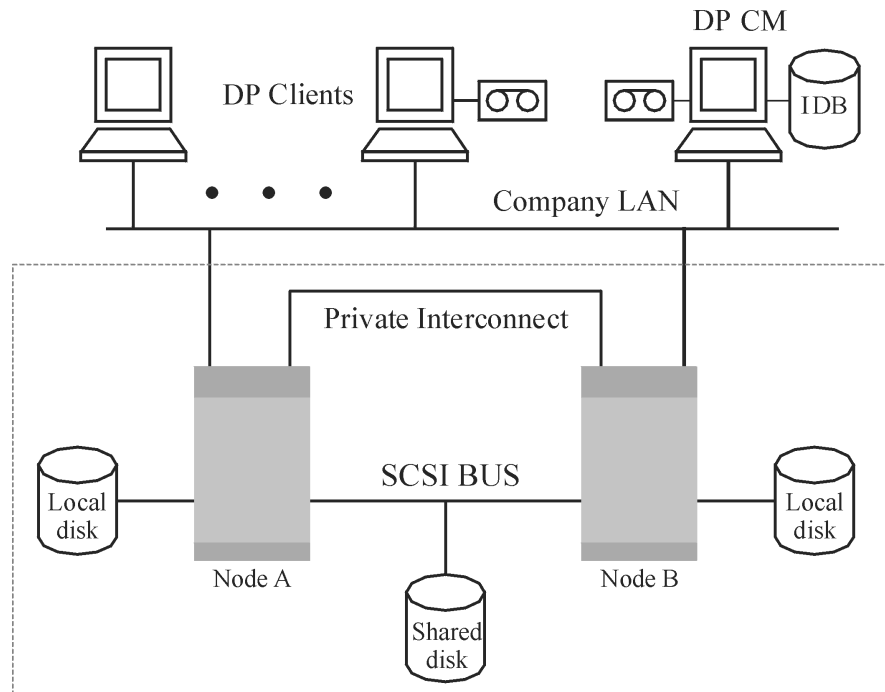 DP CM
DP Clients
IDB
Company LAN
Private Interconnect
SCSI BUS
Local
disk
Local
disk
Node A
Node B
Shared
disk